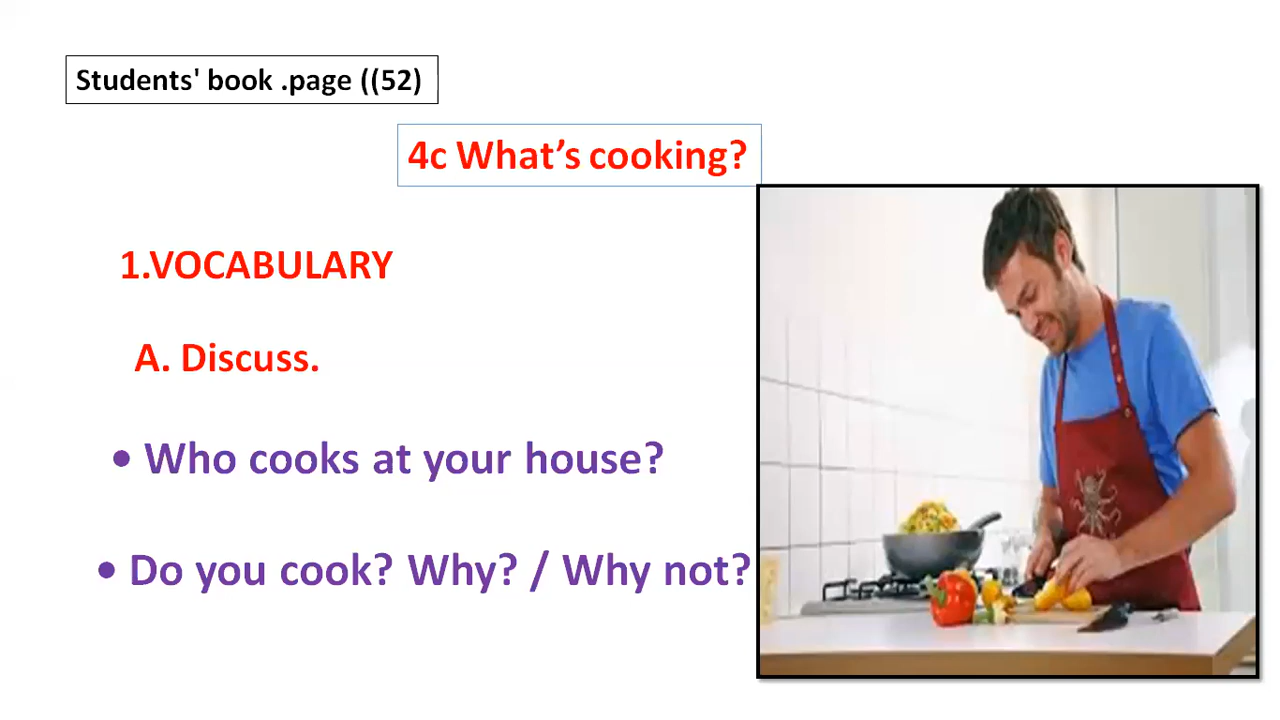 Students' book .page ((52)
4c What’s cooking?
1.VOCABULARY
A. Discuss.
• Who cooks at your house?
• Do you cook? Why? / Why not?